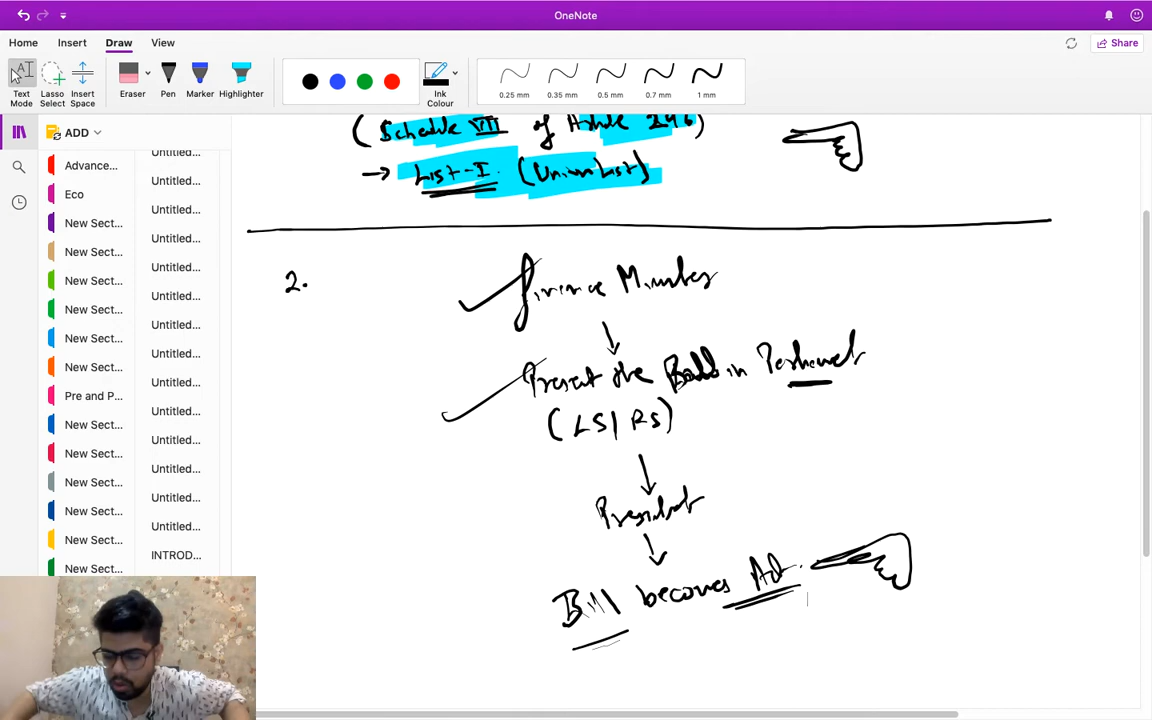 OneNote
Home Insert Draw View
Share
Text Mode
Lasso Select
Insert Space
Eraser
Pen
Marker
Highlighter
Ink Colour
0.25 mm 0.35 mm 0.5 mm 0.7 mm 1 mm
ADD
Advance...
Eco
New Sect...
New Sect...
New Sect...
New Sect...
New Sect...
New Sect...
Pre and P...
New Sect...
New Sect...
New Sect...
New Sect...
New Sect...
New Sect...
Untitled...
Untitled...
Untitled...
Untitled...
Untitled...
Untitled...
Untitled...
Untitled...
Untitled...
Untitled...
Untitled...
Untitled...
Untitled...
Untitled...
INTROD...
(Schedule VII of Article 246)
→ List-I. (Union List)
2. Finance Minister
↓
Present the Bill in Parliament
(LS/RS)
↓
President
↓
Bill becomes Act.